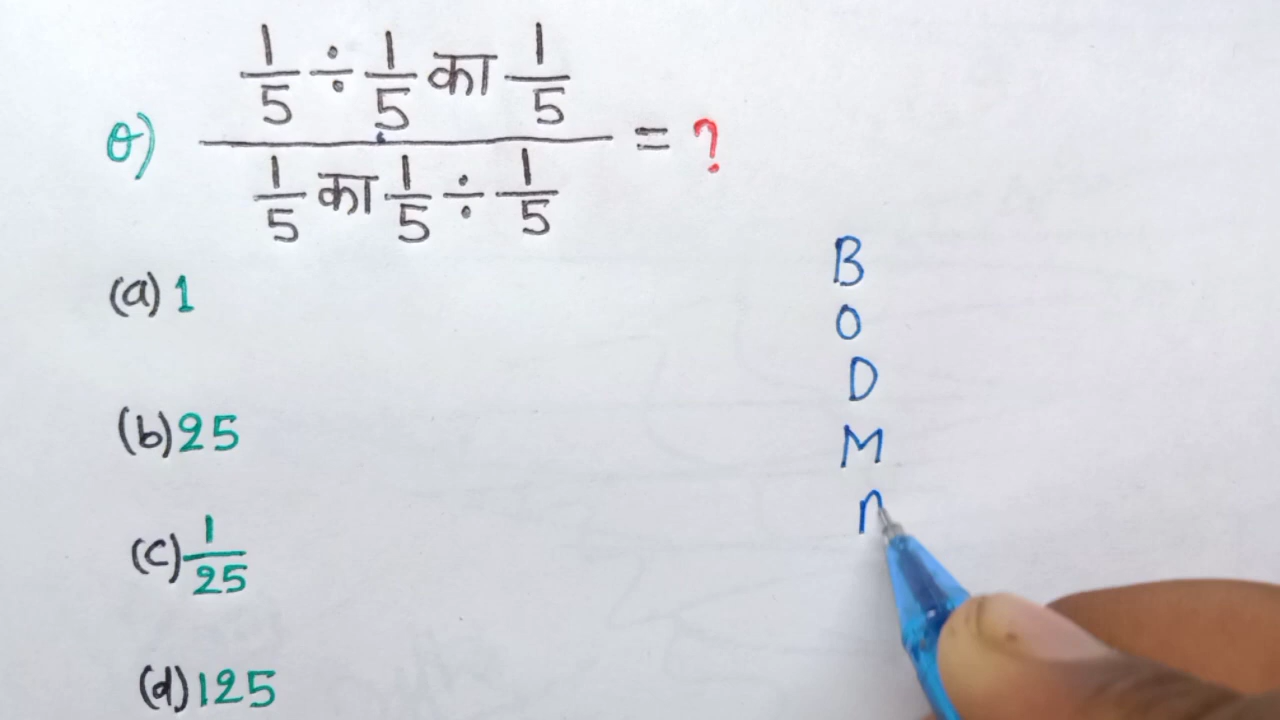 θ) (1/5 ÷ 1/5 का 1/5) / (1/5 का 1/5 ÷ 1/5) = ?
(a) 1
(b) 25
(c) 1/25
(d) 125
B
O
D
M